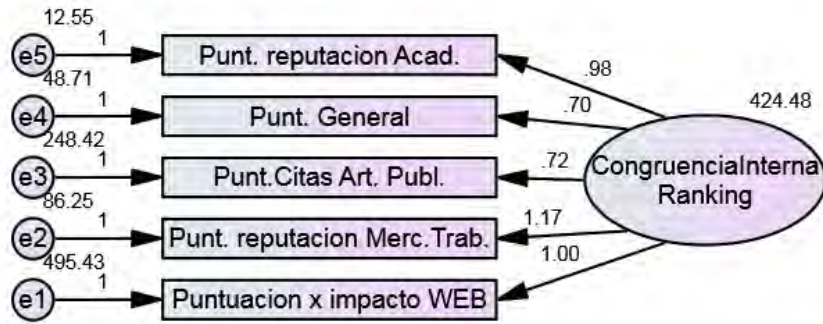 12.55
e5
1
Punt. reputacion Acad.
.98
48.71
e4
1
Punt. General
.70
424.48
248.42
e3
1
Punt.Citas Art. Publ.
.72
CongruenciaInterna
Ranking
86.25
e2
1
Punt. reputacion Merc.Trab.
1.17
495.43
e1
1
Puntuacion x impacto WEB
1.00